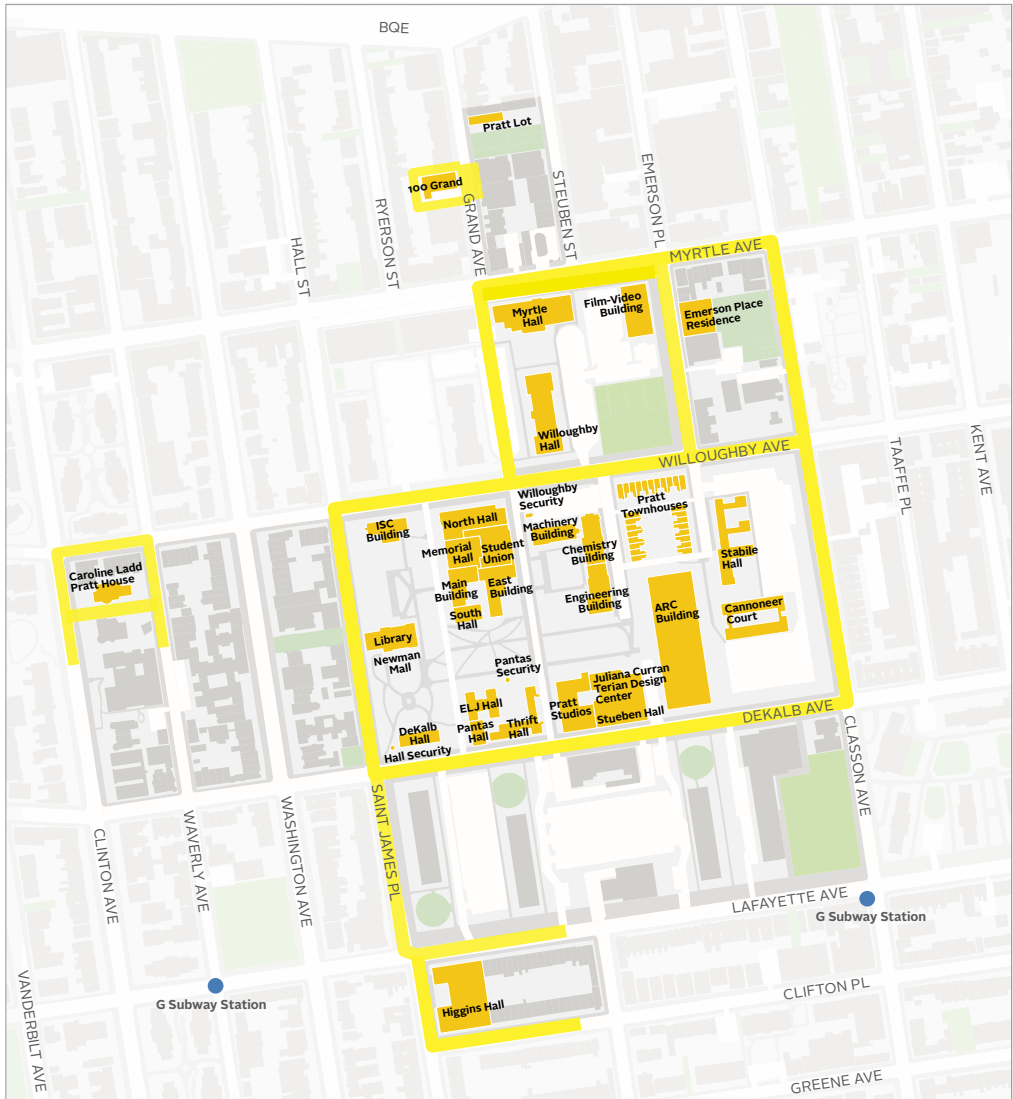 BQE
Pratt Lot
100 Grand
EMERSON PL
STEUBEN ST
GRAND AVE
RYERSON ST
HALL ST
MYRTLE AVE
Myrtle
Hall
Film-Video
Building
Emerson Place
Residence
Willoughby
Hall
WILLOUGHBY AVE
TAAFFE PL
KENT AVE
Willoughby
Security
Pratt
Townhouses
ISC
Building
North Hall
Machinery
Building
Memorial
Hall
Student
Union
Chemistry
Building
Stabile
Hall
Caroline Ladd
Pratt House
Main
Building
East
Building
Engineering
Building
ARC
Building
Cannoneer
Court
South
Hall
Library
Newman
Mall
Pantas
Security
Juliana Curran
Terian Design
Center
ELJ Hall
Pratt
Studios
Stueben Hall
DeKalb
Hall
Pantas
Hall
Thrift
Hall
Hall Security
DEKALB AVE
CLASSON AVE
SAINT JAMES PL
WASHINGTON AVE
WAVERLY AVE
CLINTON AVE
LAFAYETTE AVE
G Subway Station
VANDERBILT AVE
G Subway Station
Higgins Hall
CLIFTON PL
GREENE AVE